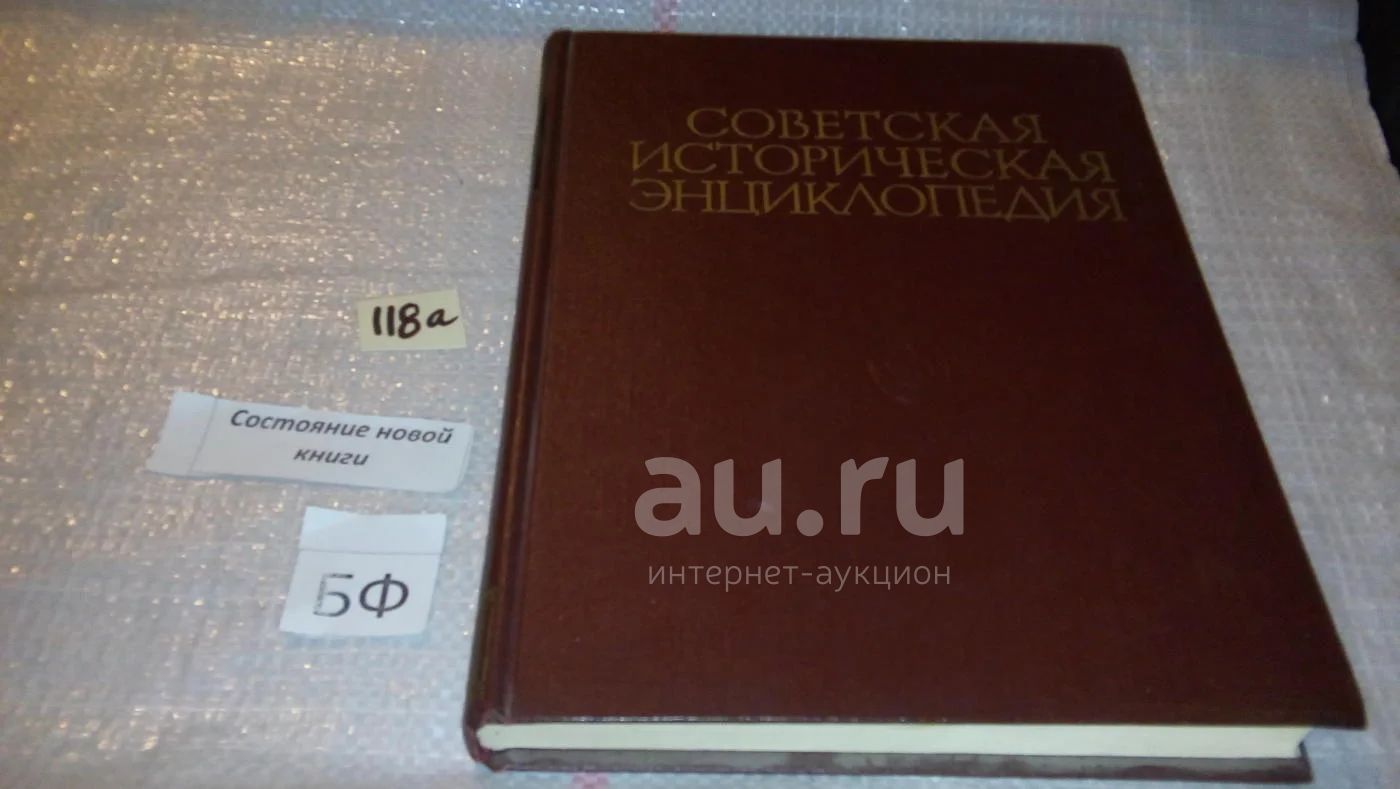 СОВЕТСКАЯ
ИСТОРИЧЕСКАЯ
ЭНЦИКЛОПЕДИЯ
118а
Состояние новой
книги
БФ
au.ru
интернет-аукцион